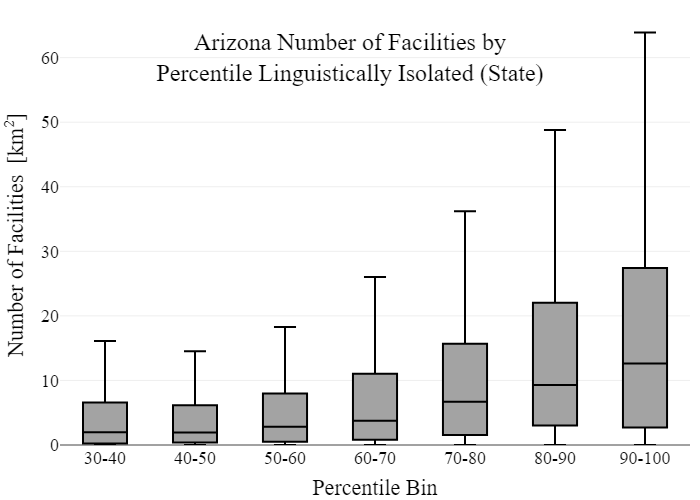 Arizona Number of Facilities by
Percentile Linguistically Isolated (State)
Number of Facilities [km²]
60
50
40
30
20
10
0
30-40 40-50 50-60 60-70 70-80 80-90 90-100
Percentile Bin